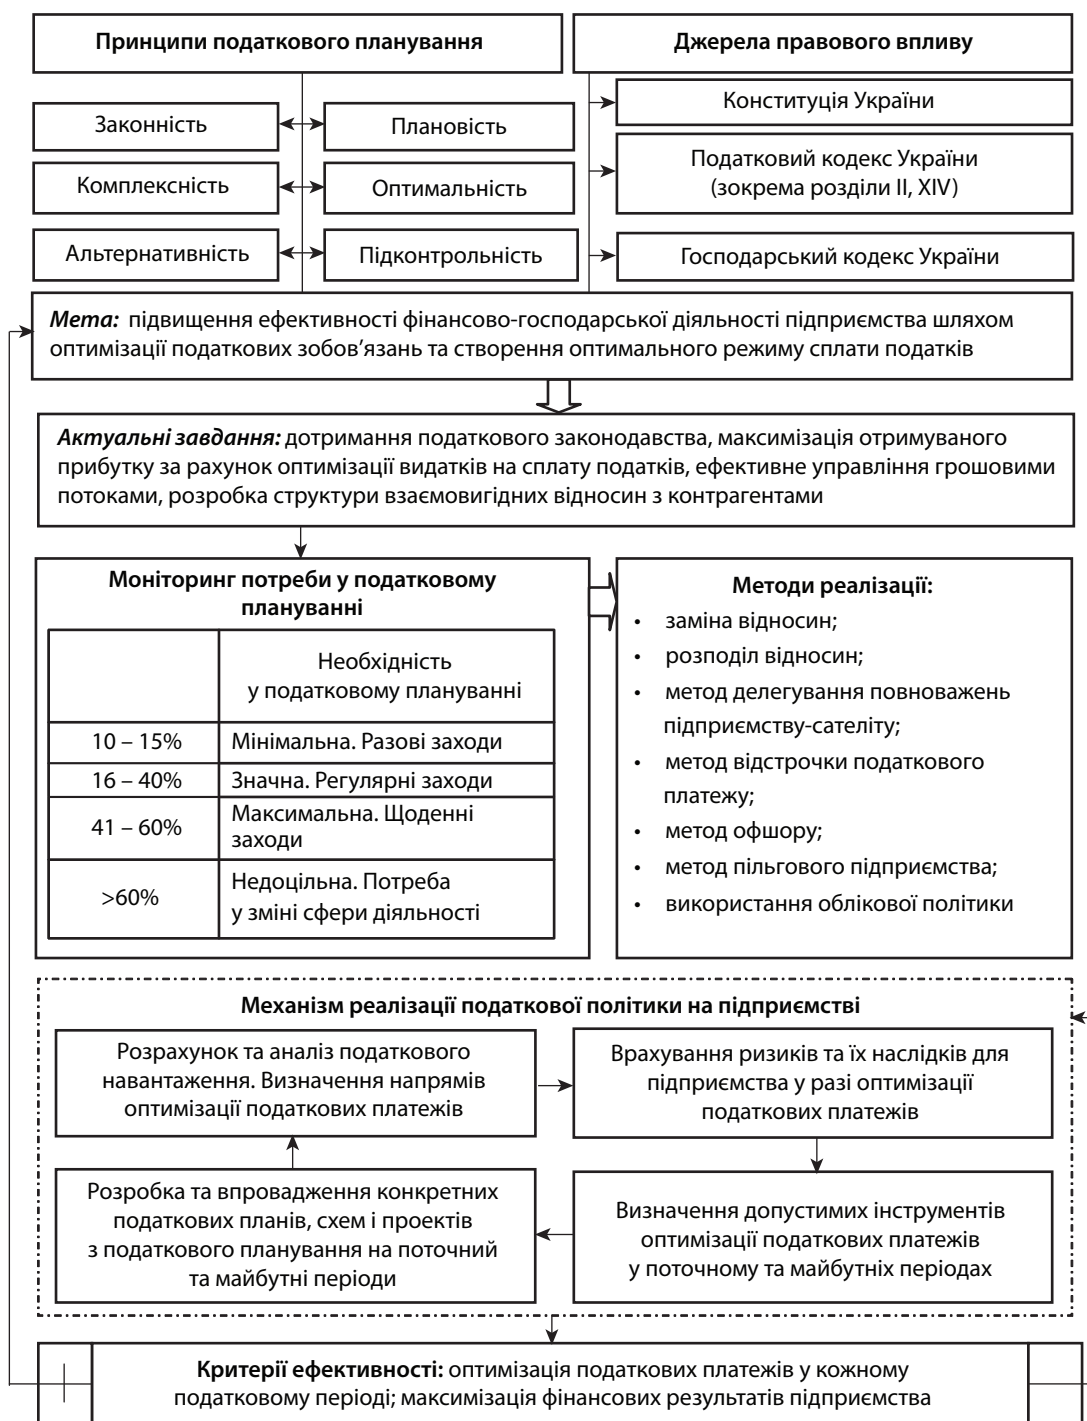 Принципи податкового планування
Джерела правового впливу
Законність
Плановість
Комплексність
Оптимальність
Альтернативність
Підконтрольність
Конституція України
Податковий кодекс України
(зокрема розділи II, XIV)
Господарський кодекс України
Мета: підвищення ефективності фінансово-господарської діяльності підприємства шляхом
оптимізації податкових зобов’язань та створення оптимального режиму сплати податків
Актуальні завдання: дотримання податкового законодавства, максимізація отримуваного
прибутку за рахунок оптимізації видатків на сплату податків, ефективне управління грошовими
потоками, розробка структури взаємовигідних відносин з контрагентами
Моніторинг потреби у податковому
плануванні
Необхідність
у податковому плануванні
10 – 15% Мінімальна. Разові заходи
16 – 40% Значна. Регулярні заходи
41 – 60% Максимальна. Щоденні
заходи
>60% Недоцільна. Потреба
у зміні сфери діяльності
Методи реалізації:
• заміна відносин;
• розподіл відносин;
• метод делегування повноважень
підприємству-сателіту;
• метод відстрочки податкового
платежу;
• метод офшору;
• метод пільгового підприємства;
• використання облікової політики
Механізм реалізації податкової політики на підприємстві
Розрахунок та аналіз податкового
навантаження. Визначення напрямів
оптимізації податкових платежів
Врахування ризиків та їх наслідків для
підприємства у разі оптимізації
податкових платежів
Розробка та впровадження конкретних
податкових планів, схем і проектів
з податкового планування на поточний
та майбутні періоди
Визначення допустимих інструментів
оптимізації податкових платежів
у поточному та майбутніх періодах
Критерії ефективності: оптимізація податкових платежів у кожному
податковому періоді; максимізація фінансових результатів підприємства